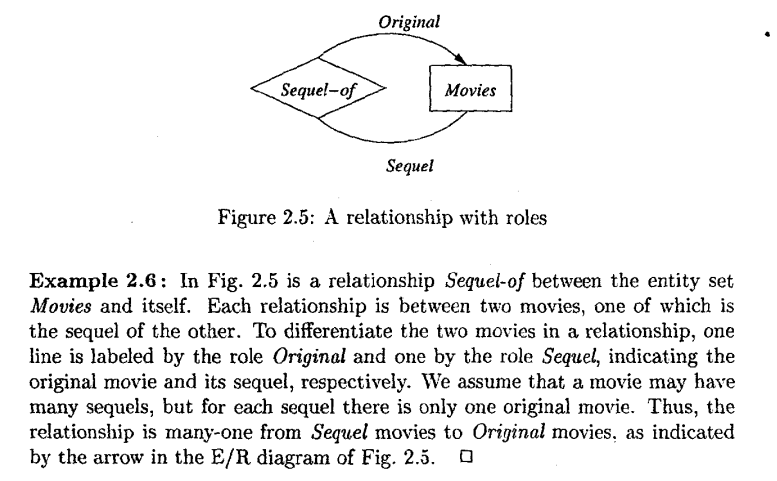 Original
Sequel-of
Movies
Sequel
Figure 2.5: A relationship with roles
Example 2.6: In Fig. 2.5 is a relationship Sequel-of between the entity set
Movies and itself. Each relationship is between two movies, one of which is
the sequel of the other. To differentiate the two movies in a relationship, one
line is labeled by the role Original and one by the role Sequel, indicating the
original movie and its sequel, respectively. We assume that a movie may have
many sequels, but for each sequel there is only one original movie. Thus, the
relationship is many-one from Sequel movies to Original movies, as indicated
by the arrow in the E/R diagram of Fig. 2.5. □